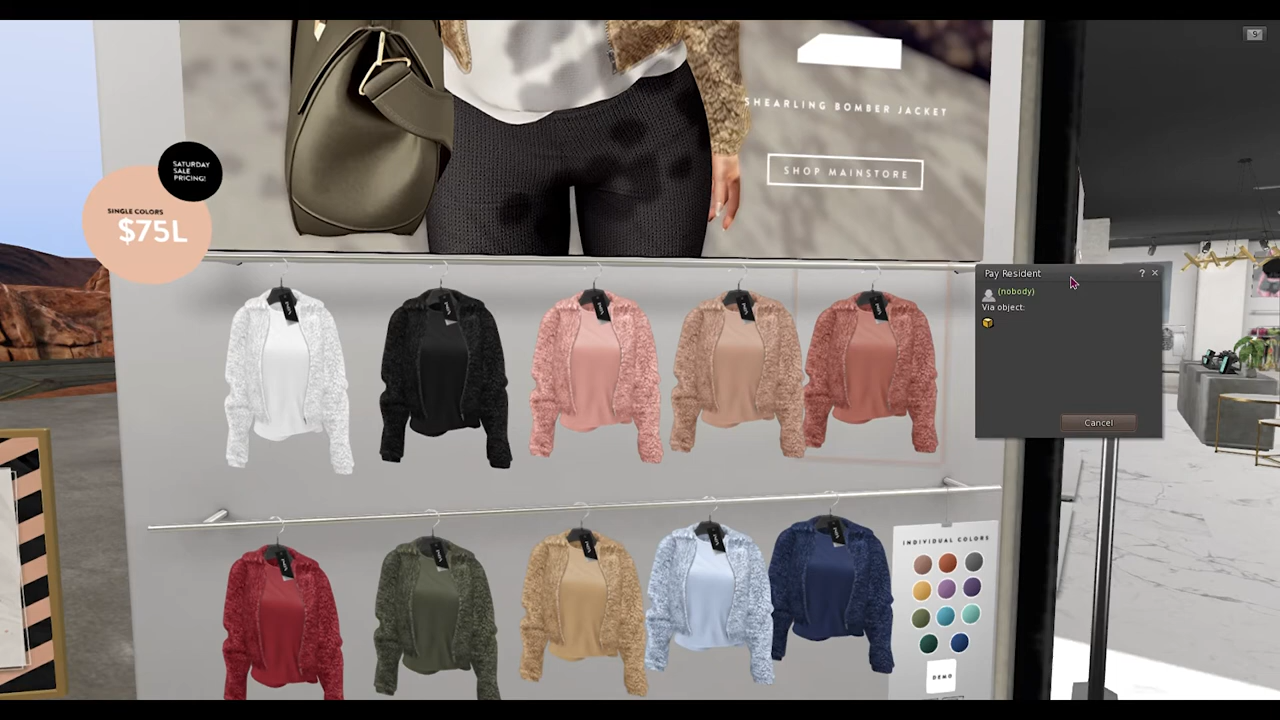 9
SHEARLING BOMBER JACKET
SHOP MAINSTORE
SATURDAY
SALE
PRICING!
SINGLE COLORS
$75L
Pay Resident
?
(nobody)
Via object:
Cancel
INDIVIDUAL COLORS
DEMO